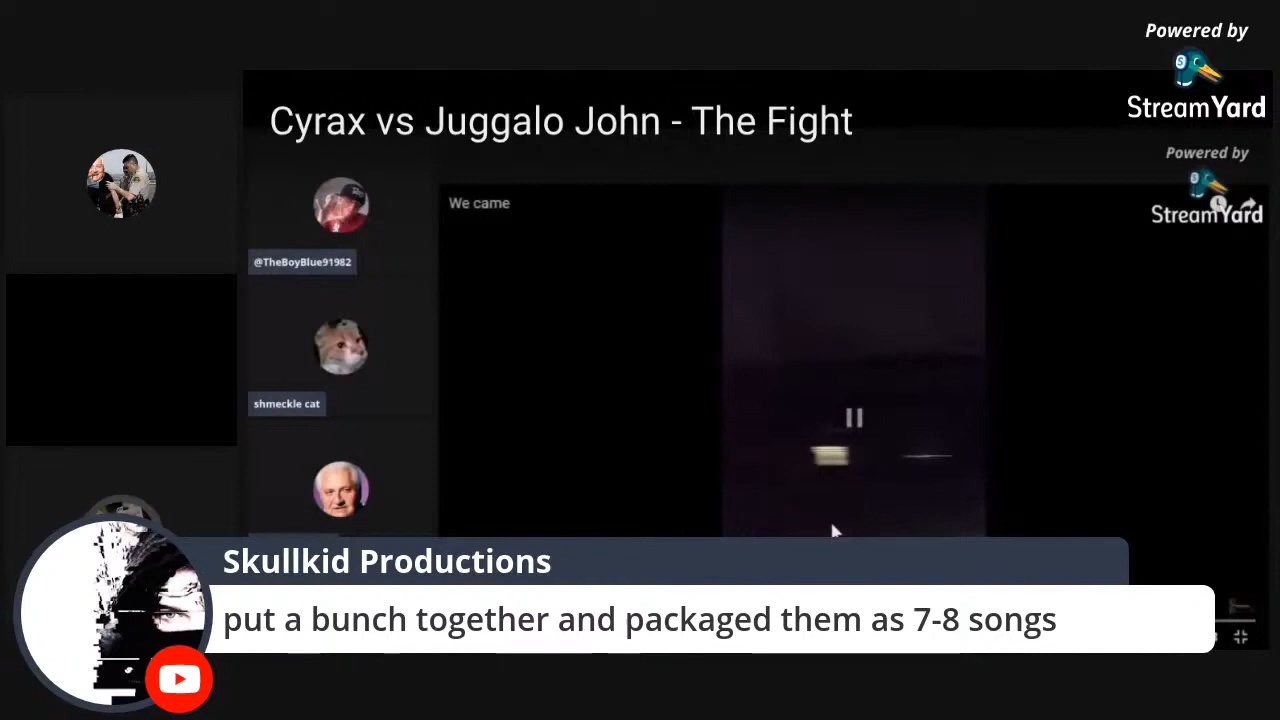 Powered by
StreamYard
Cyrax vs Juggalo John - The Fight
Powered by
StreamYard
We came
@TheBoyBlue91982
shmeckle cat
Skullkid Productions
put a bunch together and packaged them as 7-8 songs